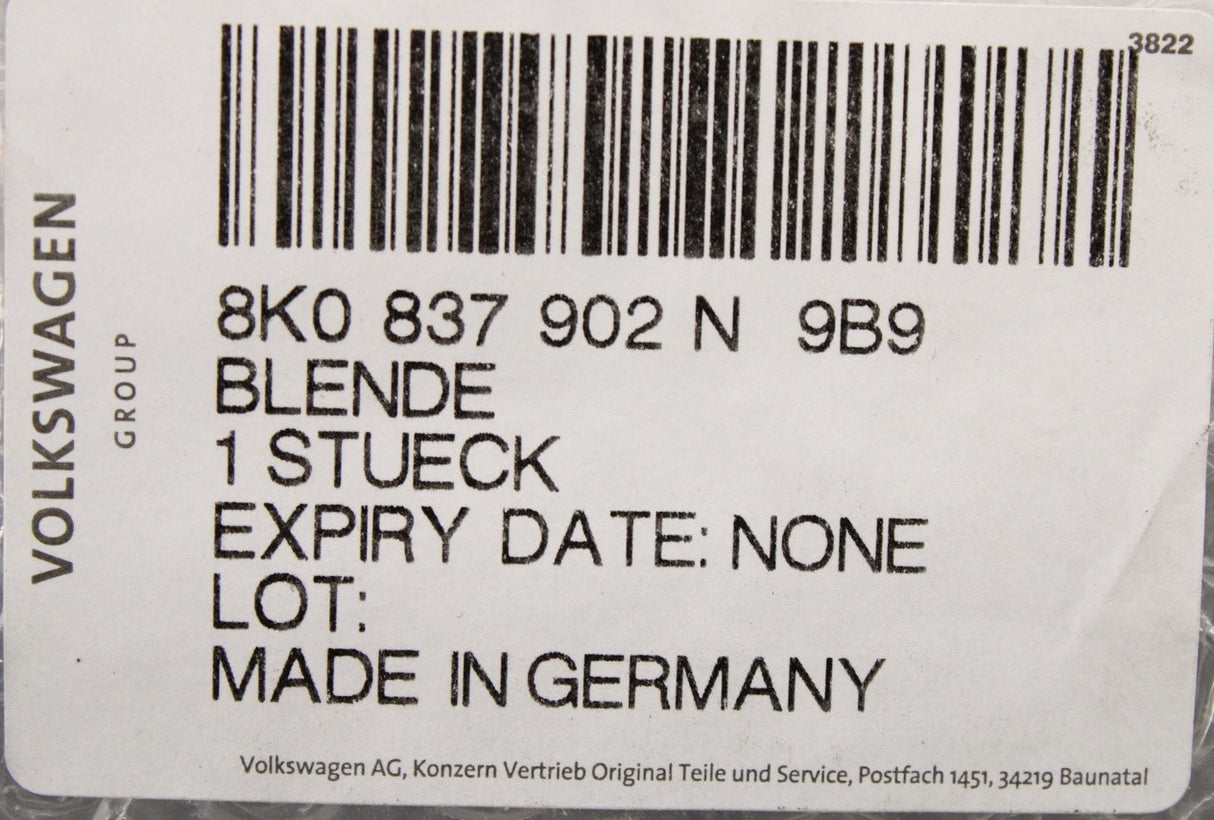 3822
8K0 837 902 N 9B9
BLENDE
1 STUECK
EXPIRY DATE: NONE
LOT:
MADE IN GERMANY
Volkswagen AG, Konzern Vertrieb Original Teile und Service, Postfach 1451, 34219 Baunatal
VOLKSWAGEN
GROUP